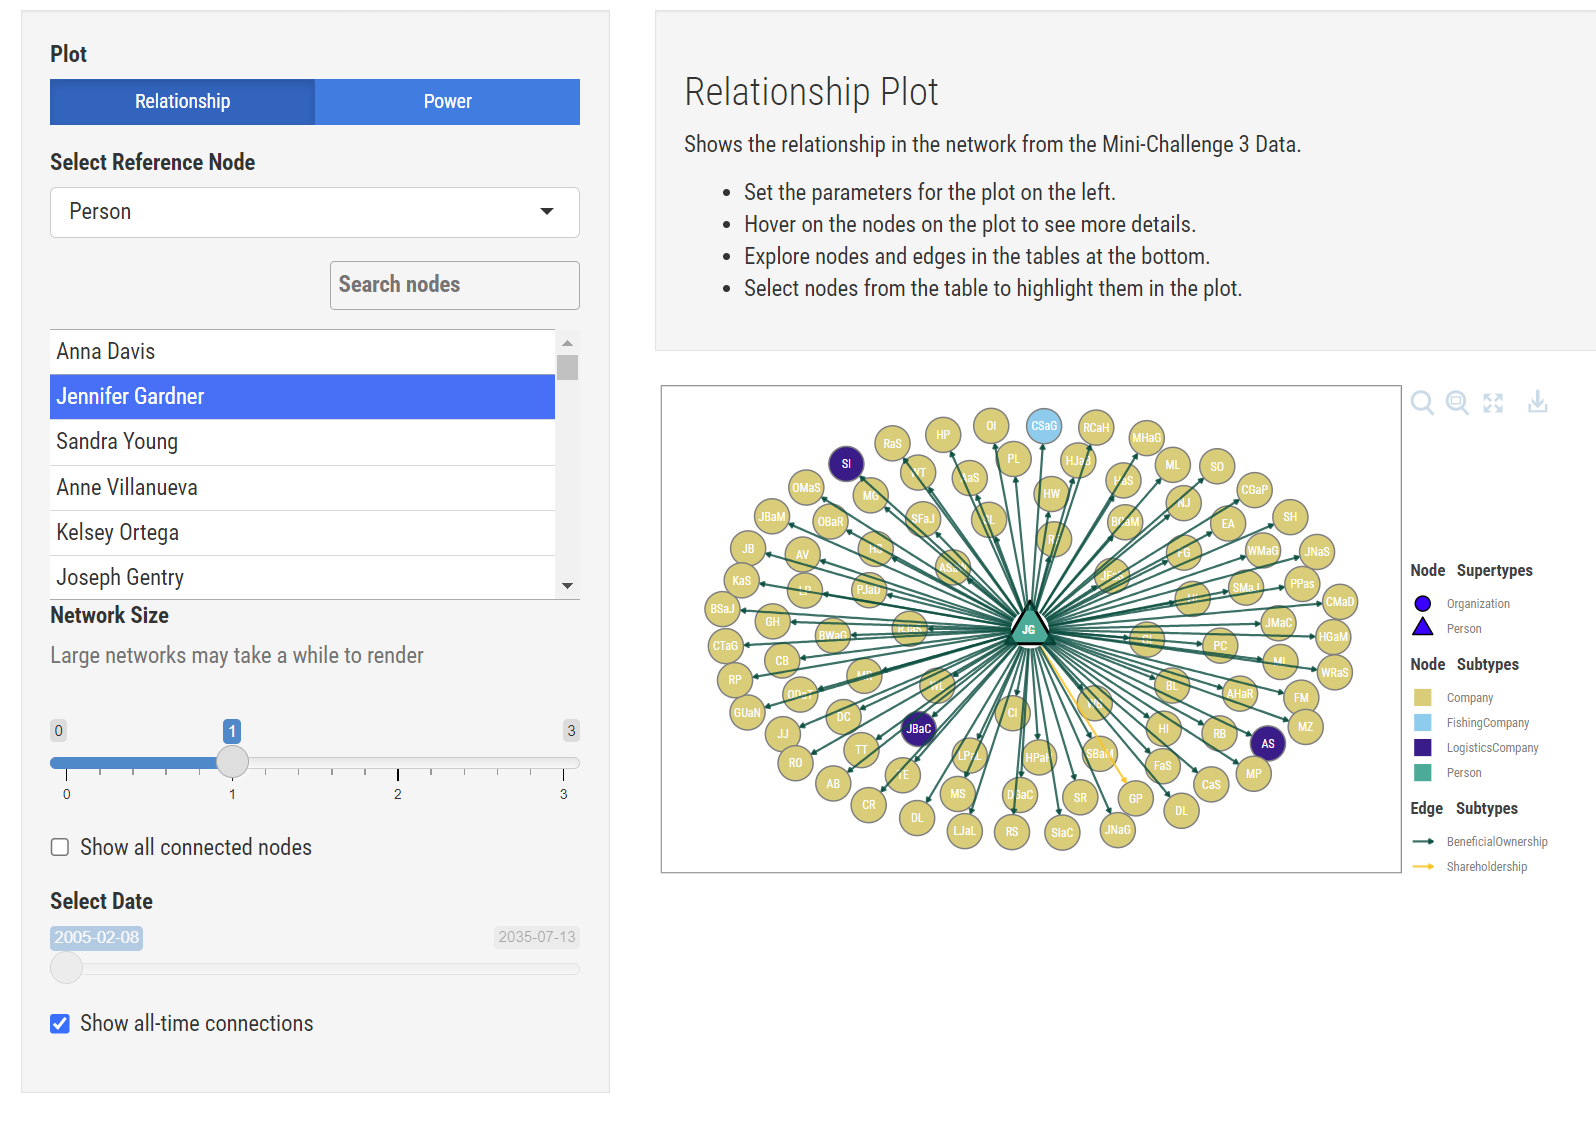 Plot
Relationship
Power
Select Reference Node
Person
Search nodes
Anna Davis
Jennifer Gardner
Sandra Young
Anne Villanueva
Kelsey Ortega
Joseph Gentry
Network Size
Large networks may take a while to render
0
1
3
0
1
2
3
Show all connected nodes
Select Date
2005-02-08
2035-07-13
Show all-time connections
Relationship Plot
Shows the relationship in the network from the Mini-Challenge 3 Data.
Set the parameters for the plot on the left.
Hover on the nodes on the plot to see more details.
Explore nodes and edges in the tables at the bottom.
Select nodes from the table to highlight them in the plot.
OI
CSaG
RCaH
HP
RaS
MHaG
PL
HJaB
SI
ML
SO
OMaS
MG
HW
CGaP
NJ
JBaM
OBaR
SFaJ
SH
EA
JB
AV
WMaG
JNaS
KaS
PJaD
SMaJ
PPas
BSaJ
GH
CMaD
JMaC
BWaG
JG
HGaM
CTaG
PC
CB
WRaS
RP
BL
AHaR
FM
GUaN
DC
CI
JJ
JBaC
HI
RB
MZ
TT
AS
RO
SBaM
FaS
MP
AB
MS
SR
GP
CaS
CR
DL
DL
LJaL
RS
SIaC
JNaG
Node Supertypes
Organization
Person
Node Subtypes
Company
FishingCompany
LogisticsCompany
Person
Edge Subtypes
BeneficialOwnership
Shareholdership